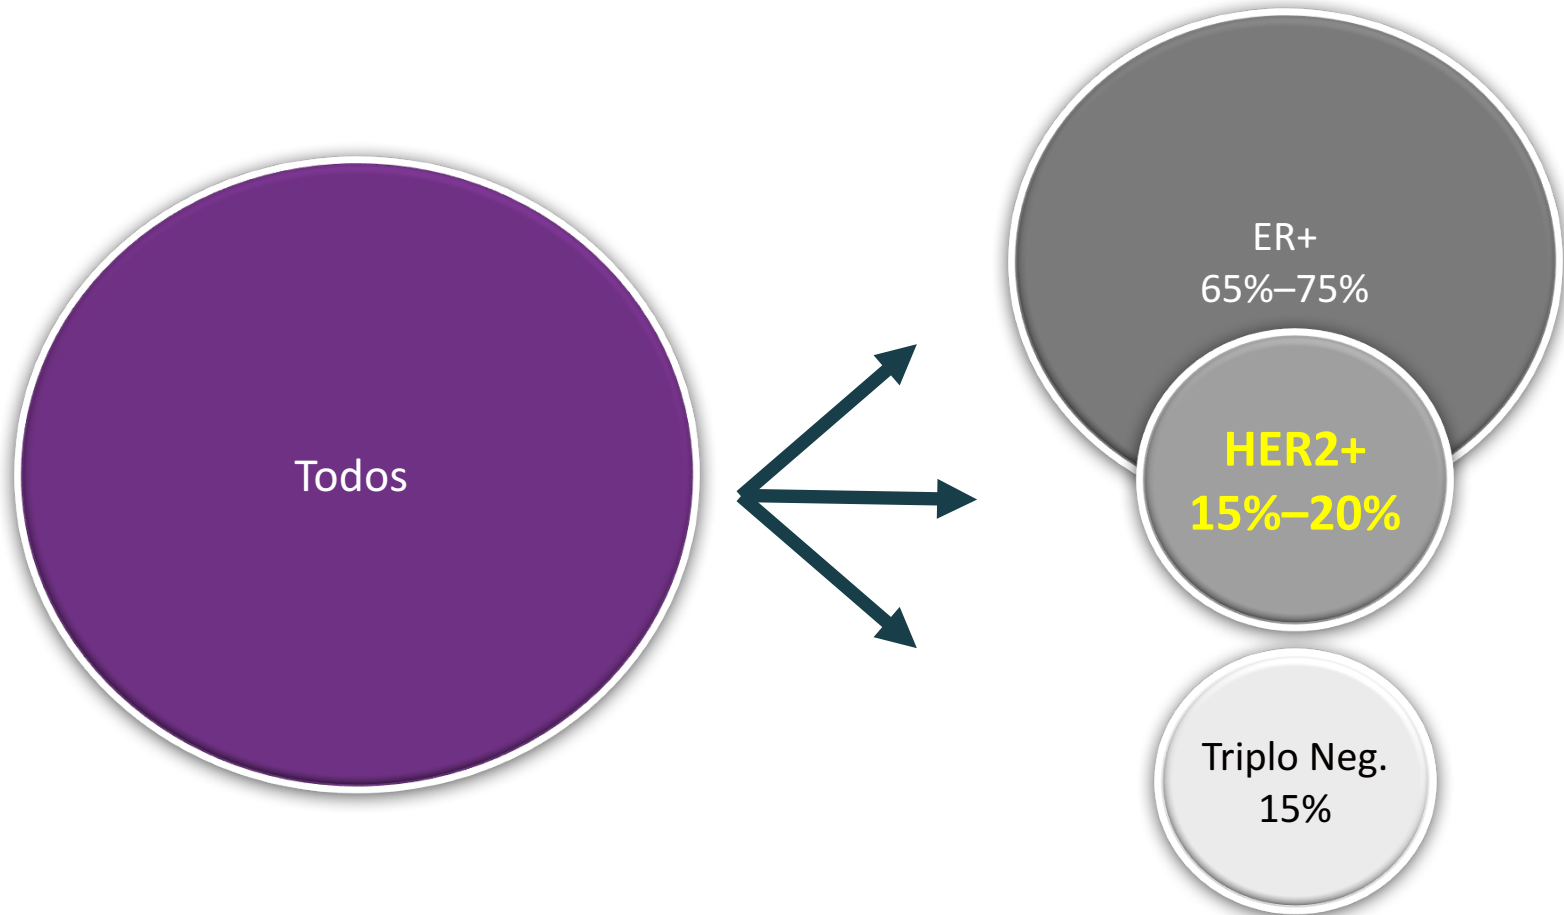 Todos
ER+
65%–75%
HER2+
15%–20%
Triplo Neg.
15%